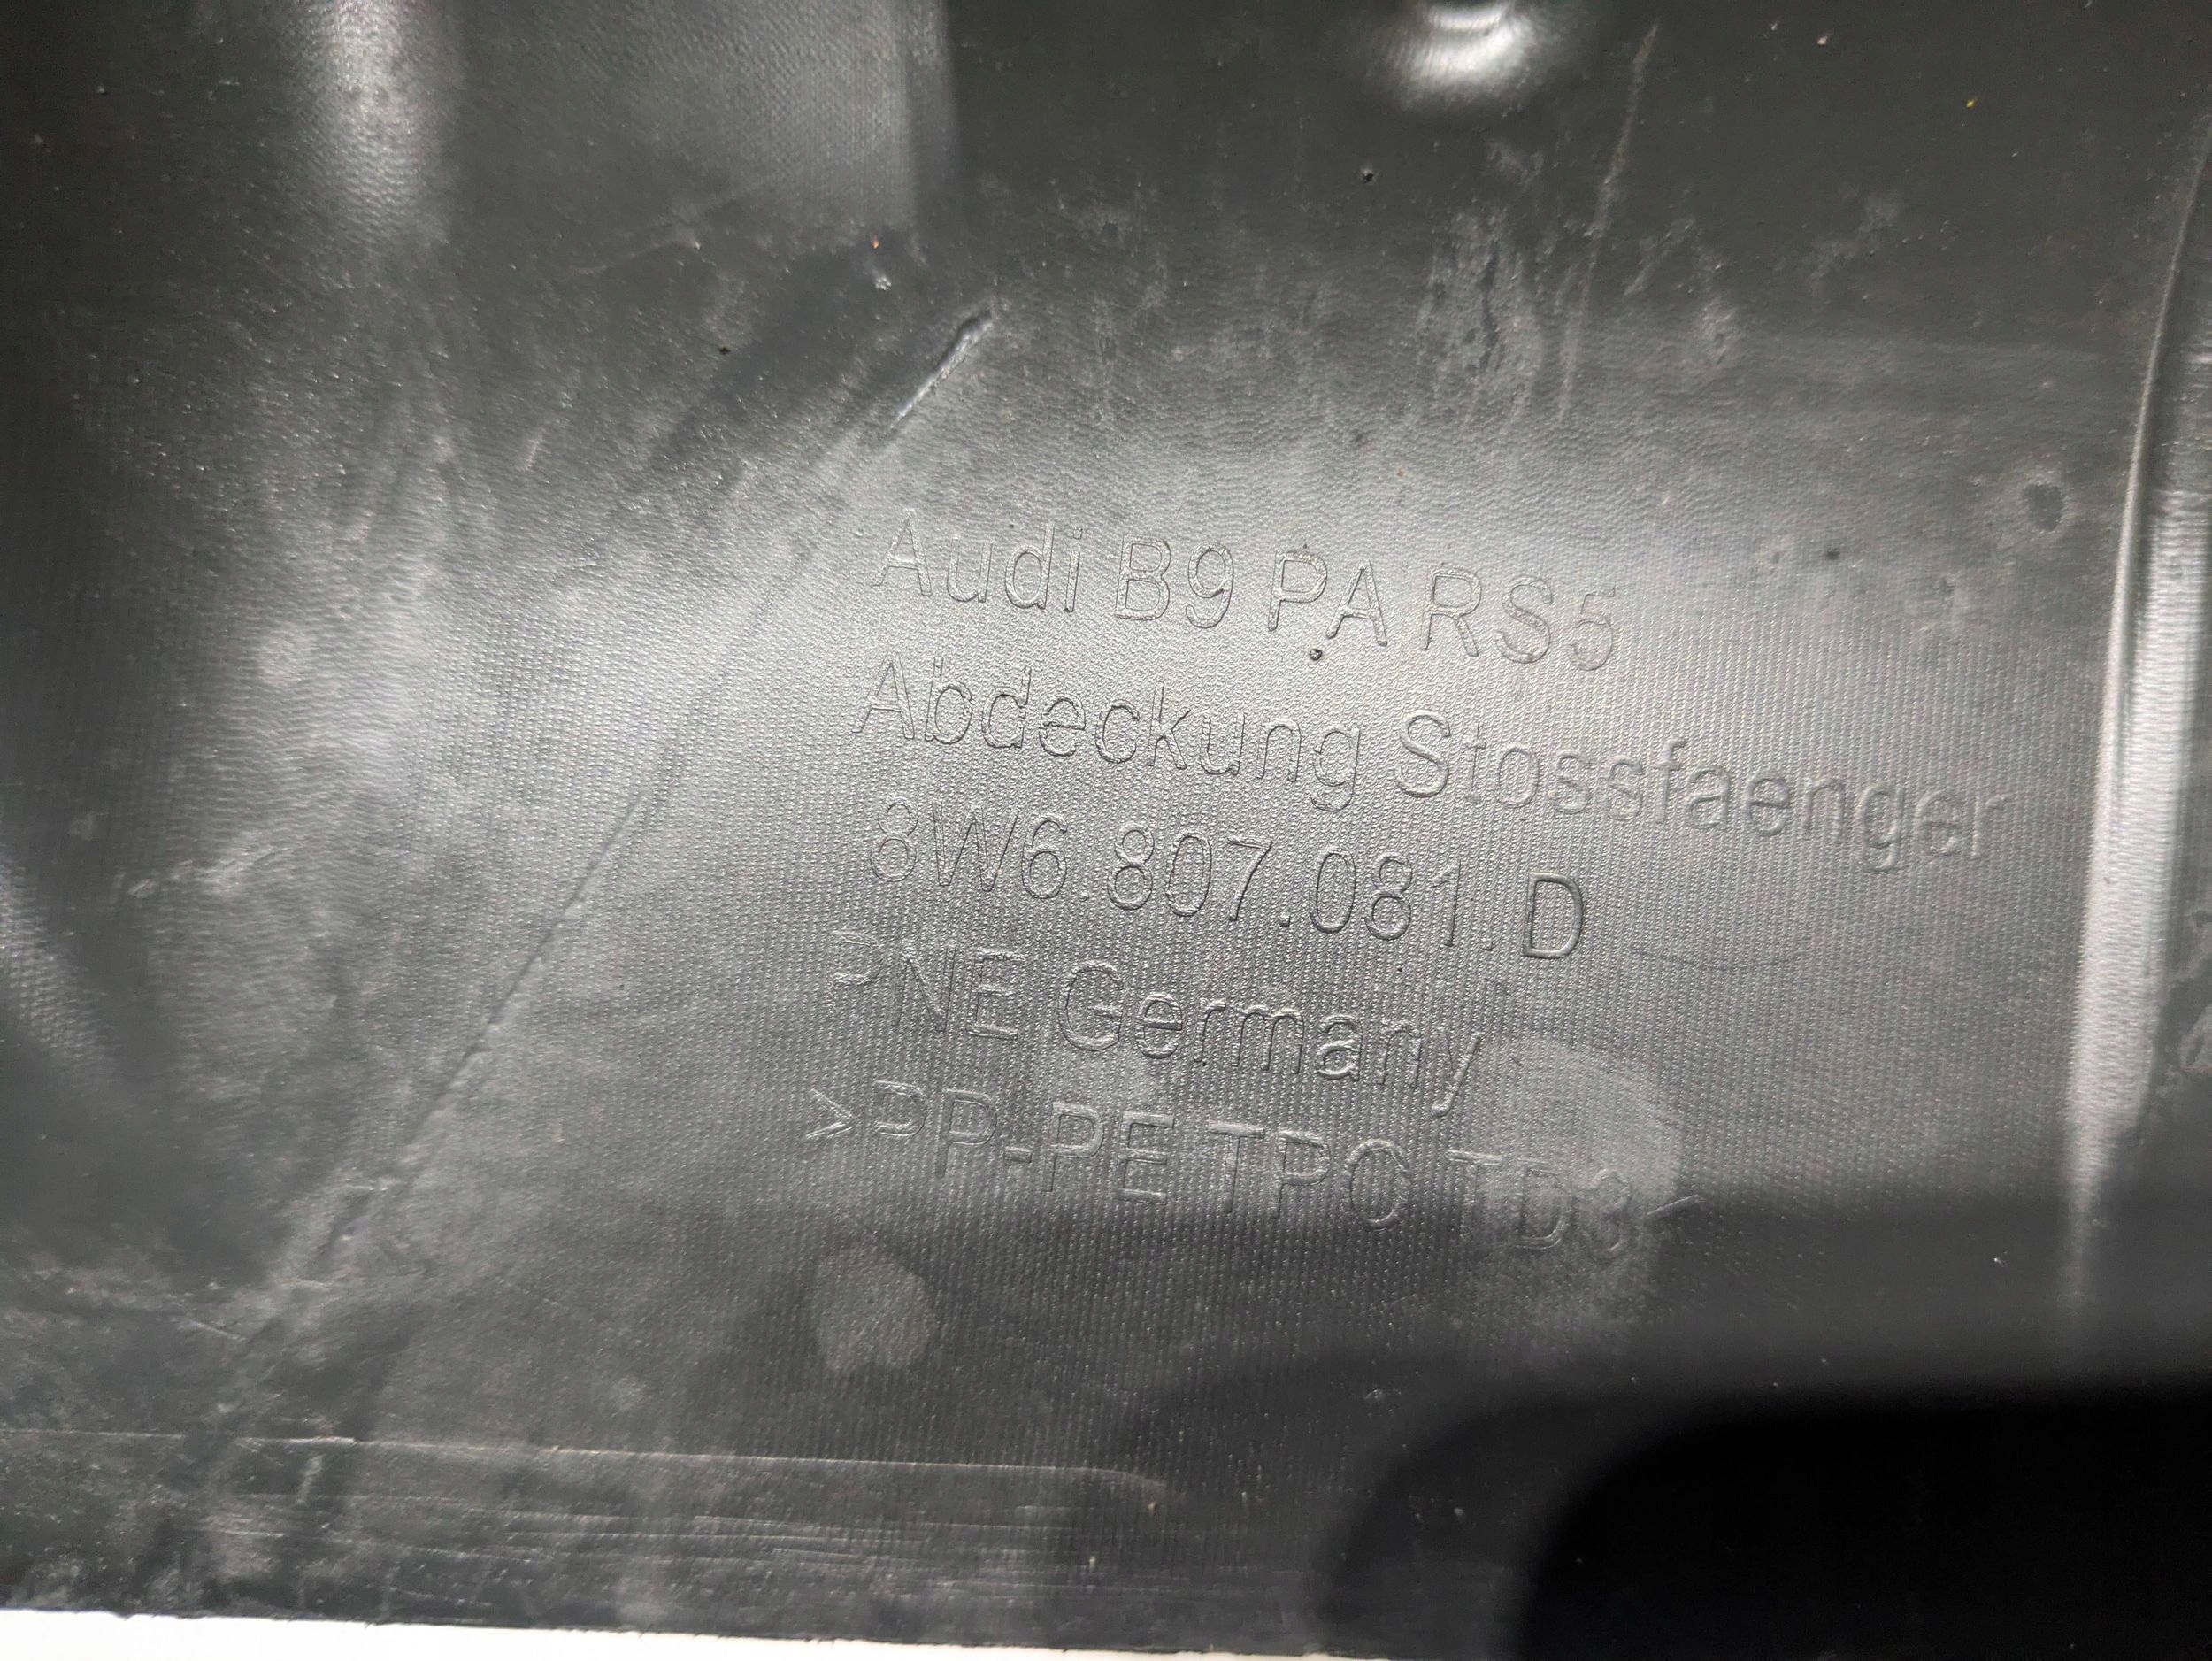 Audi B9 PA RS5
Abdeckung Stossfaenger
8W6.807.081.D
PNE Germany
>PP-PE TPO TD3<